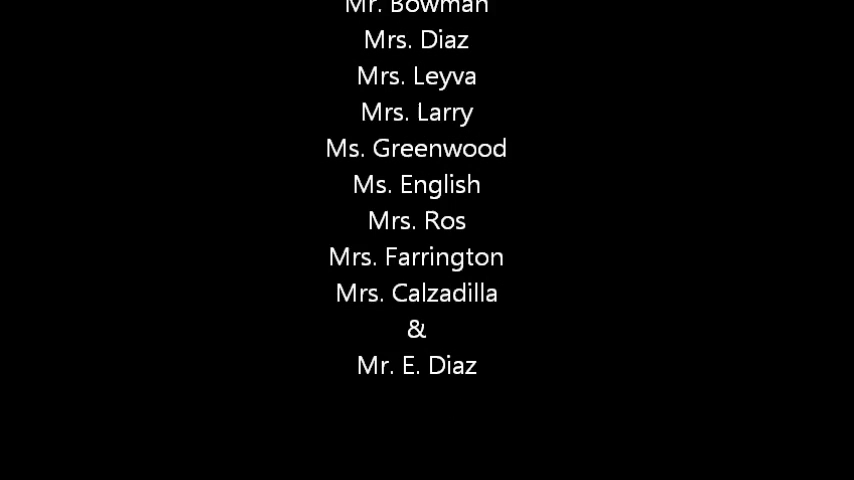 Mr. Bowman
Mrs. Diaz
Mrs. Leyva
Mrs. Larry
Ms. Greenwood
Ms. English
Mrs. Ros
Mrs. Farrington
Mrs. Calzadilla
&
Mr. E. Diaz